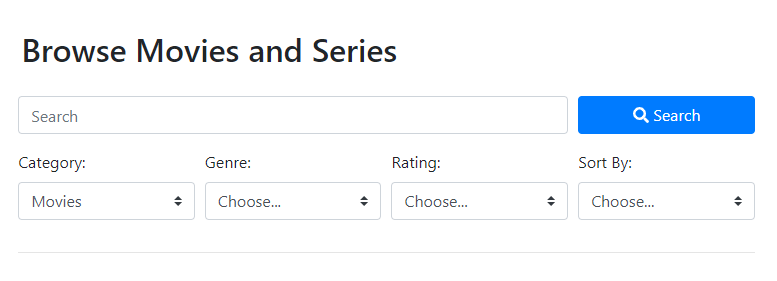 Browse Movies and Series
Search Search
Category: Genre: Rating: Sort By:
Movies Choose... Choose... Choose...